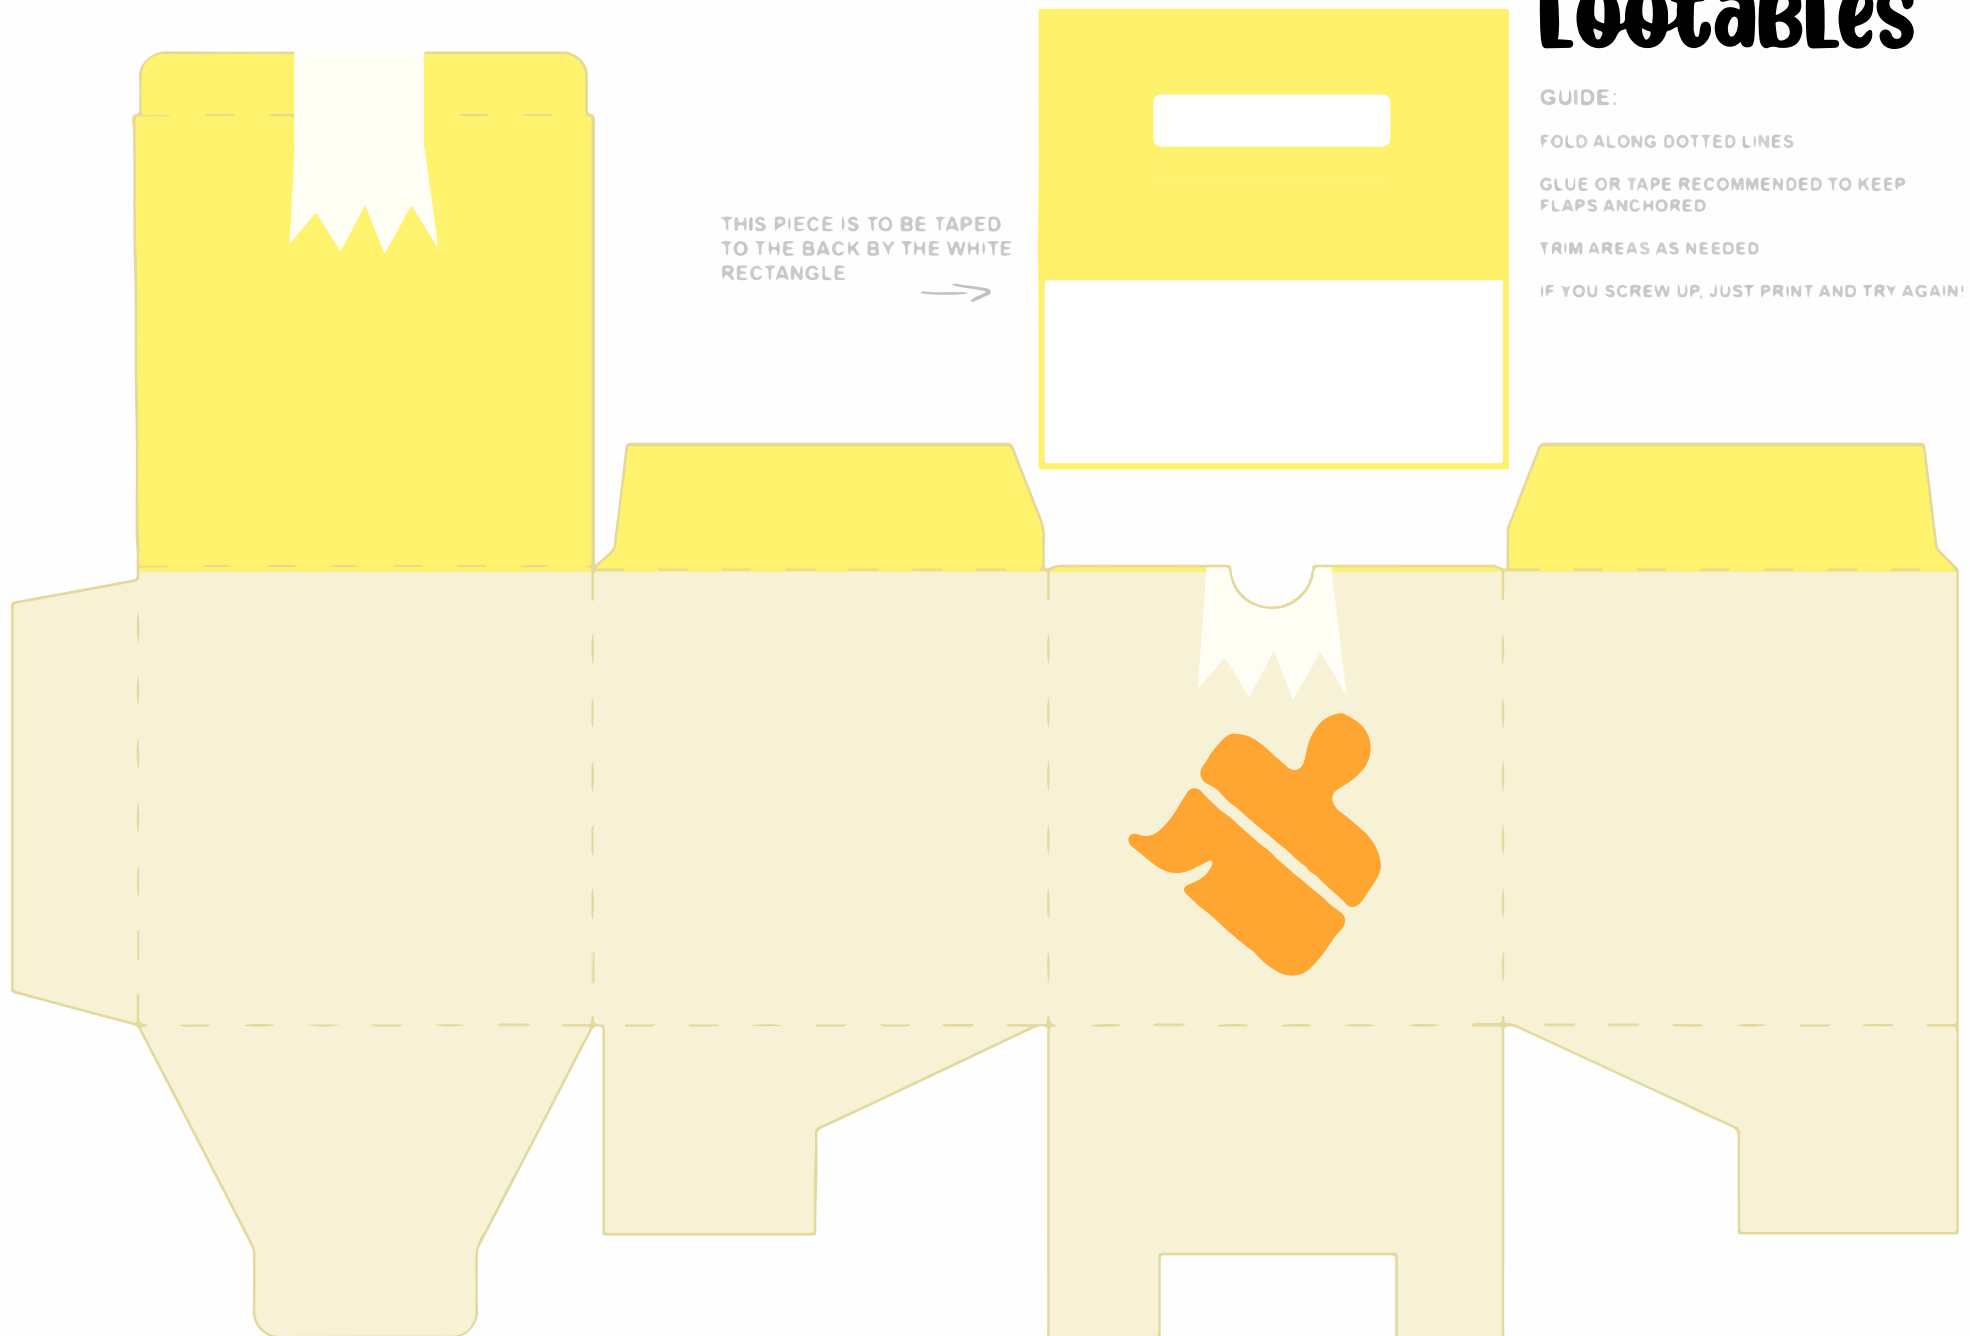 LootABLes
GUIDE:
FOLD ALONG DOTTED LINES
GLUE OR TAPE RECOMMENDED TO KEEP
FLAPS ANCHORED
TRIM AREAS AS NEEDED
IF YOU SCREW UP, JUST PRINT AND TRY AGAIN!
THIS PIECE IS TO BE TAPED
TO THE BACK BY THE WHITE
RECTANGLE